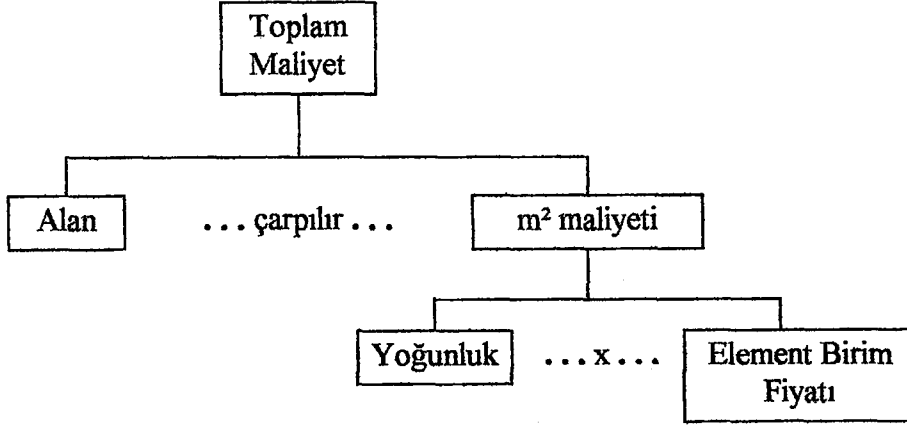 Toplam
Maliyet
Alan ...çarpılır... m² maliyeti
Yoğunluk ...x... Element Birim
Fiyatı